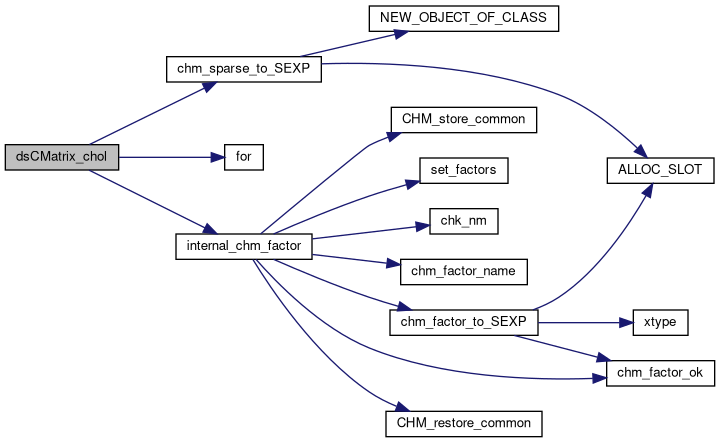 NEW_OBJECT_OF_CLASS
chm_sparse_to_SEXP
CHM_store_common
dsCMatrix_chol
for
set_factors
ALLOC_SLOT
chk_nm
internal_chm_factor
chm_factor_name
chm_factor_to_SEXP
xtype
chm_factor_ok
CHM_restore_common